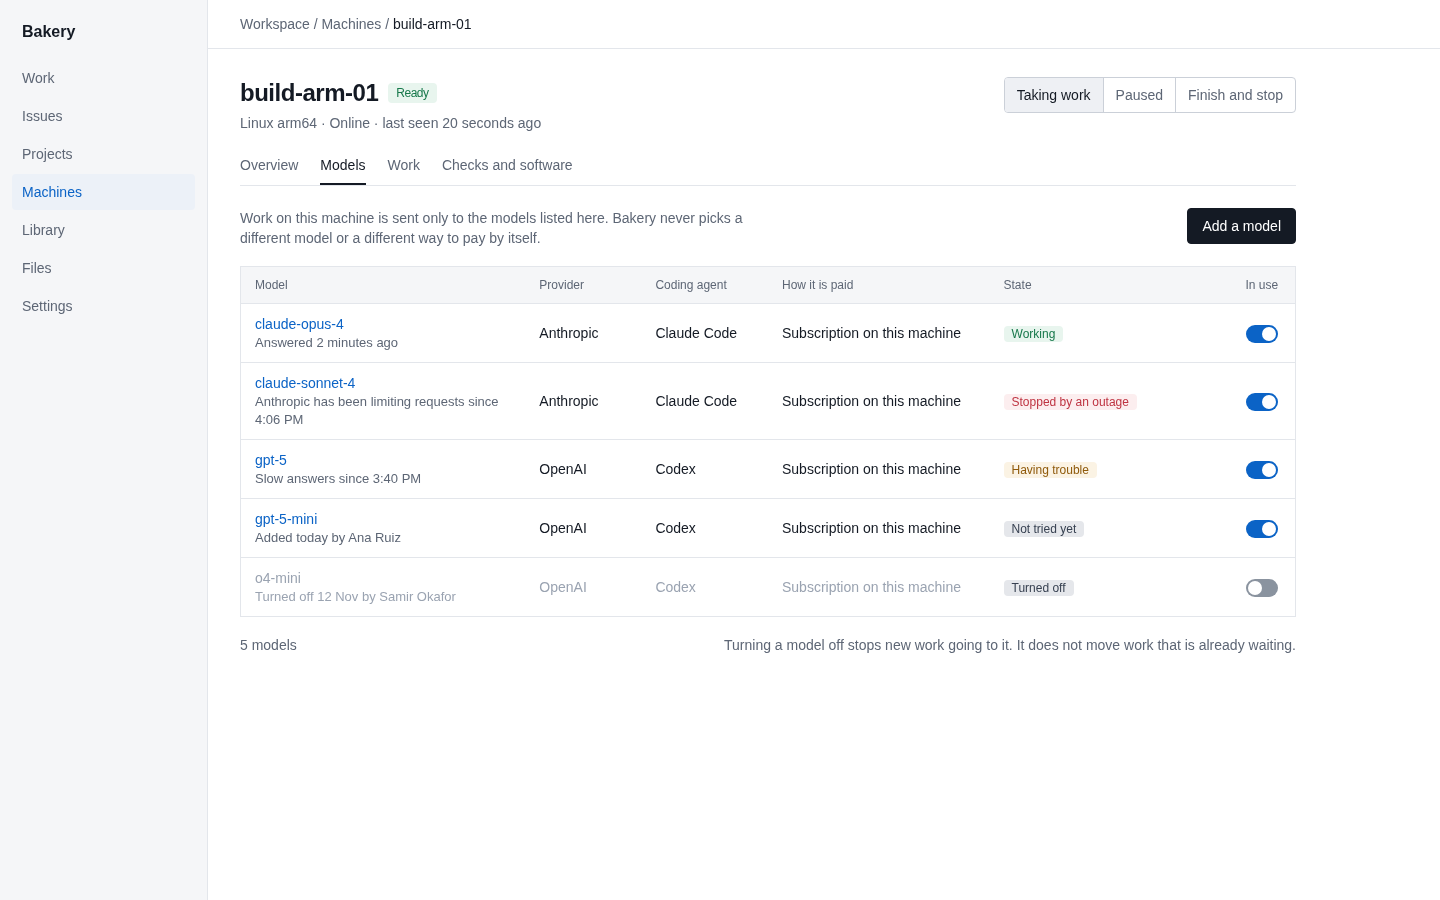 Bakery
Work
Issues
Projects
Machines
Library
Files
Settings
Workspace / Machines / build-arm-01
build-arm-01 Ready
Linux arm64 · Online · last seen 20 seconds ago
Taking work Paused Finish and stop
Overview Models Work Checks and software
Work on this machine is sent only to the models listed here. Bakery never picks a
different model or a different way to pay by itself.
Add a model
Model Provider Coding agent How it is paid State In use
claude-opus-4
Answered 2 minutes ago
Anthropic Claude Code Subscription on this machine Working
claude-sonnet-4
Anthropic has been limiting requests since
4:06 PM
Anthropic Claude Code Subscription on this machine Stopped by an outage
gpt-5
Slow answers since 3:40 PM
OpenAI Codex Subscription on this machine Having trouble
gpt-5-mini
Added today by Ana Ruiz
OpenAI Codex Subscription on this machine Not tried yet
o4-mini
Turned off 12 Nov by Samir Okafor
OpenAI Codex Subscription on this machine Turned off
5 models
Turning a model off stops new work going to it. It does not move work that is already waiting.